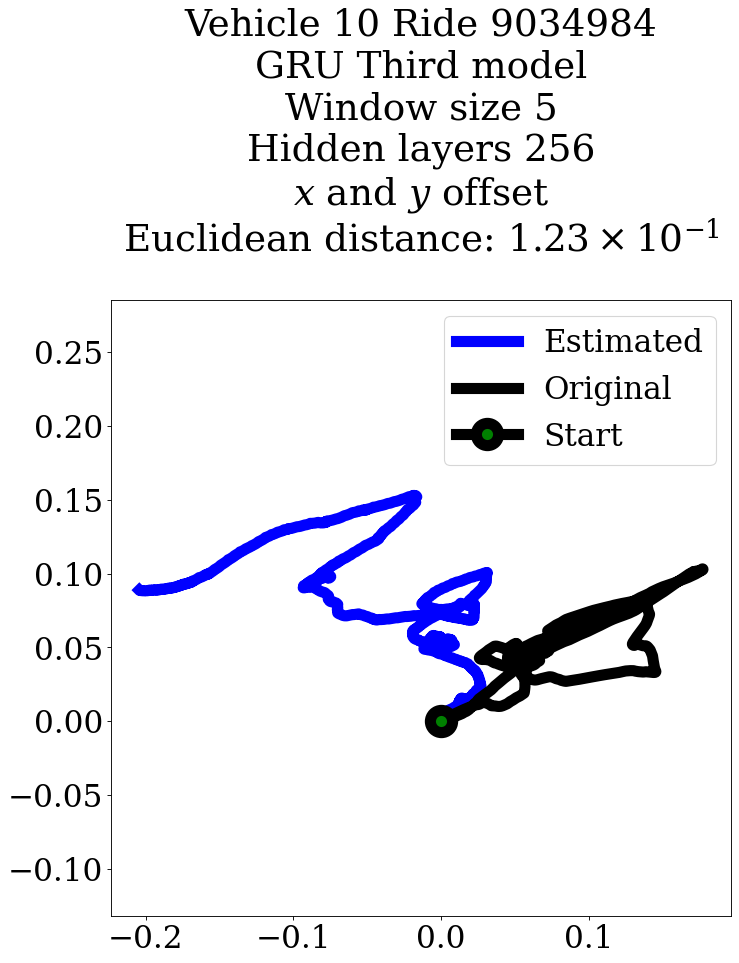 Vehicle 10 Ride 9034984
GRU Third model
Window size 5
Hidden layers 256
x and y offset
Euclidean distance: 1.23 × 10⁻¹
Estimated
Original
Start
0.25
0.20
0.15
0.10
0.05
0.00
−0.05
−0.10
−0.2 −0.1 0.0 0.1